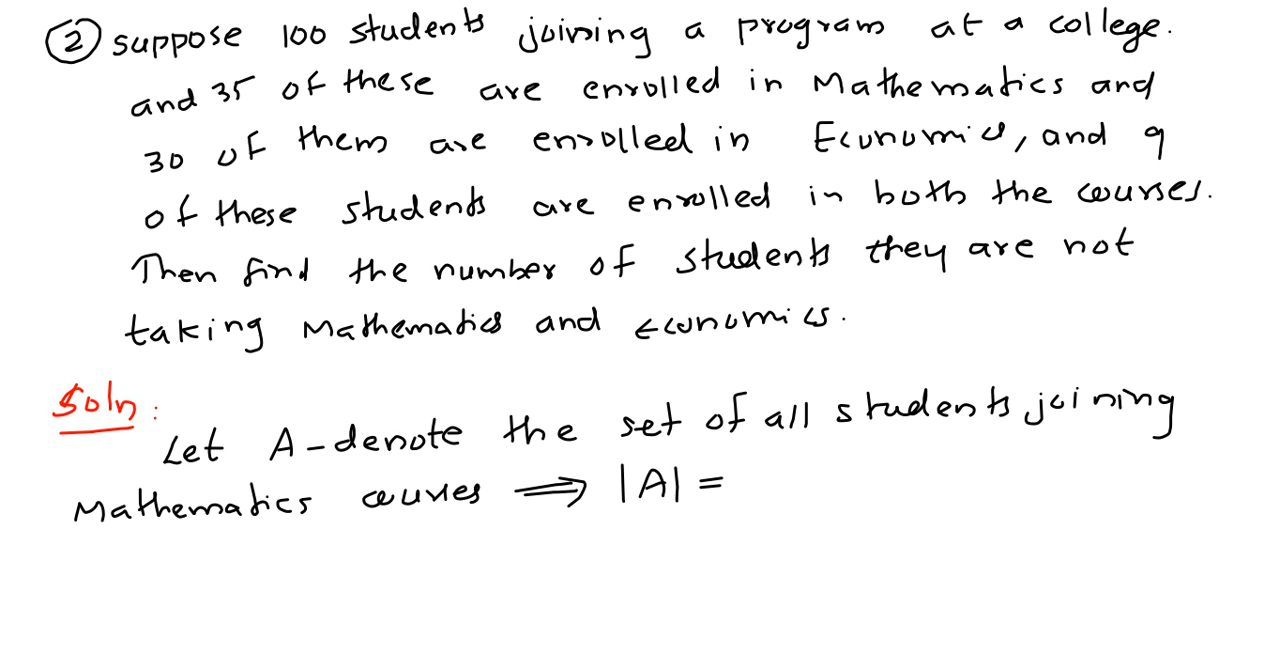 ② suppose 100 students joining a program at a college.
and 35 of these are enrolled in Mathematics and
30 of them are enrolled in Economics, and 9
of these students are enrolled in both the courses.
Then find the number of students they are not
taking Mathematics and Economics.
Soln:
Let A-denote the set of all students joining
Mathematics courses ⟹ |A| =